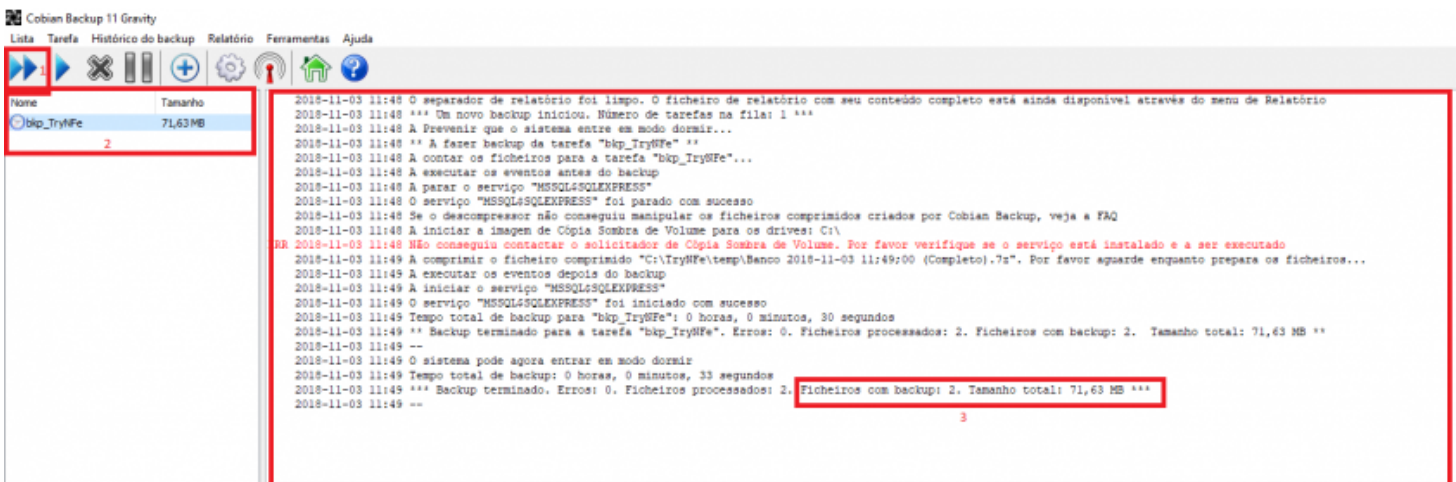 Cobian Backup 11 Gravity
Lista Tarefa Histórico do backup Relatório Ferramentas Ajuda
1
Nome Tamanho
bkp_TryNFe 71,63 MB
2
2018-11-03 11:48 O separador de relatório foi limpo. O ficheiro de relatório com seu conteúdo completo está ainda disponível através do menu de Relatório
2018-11-03 11:48 *** Um novo backup iniciou. Número de tarefas na fila: 1 ***
2018-11-03 11:48 A Prevenir que o sistema entre em modo dormir...
2018-11-03 11:48 ** A fazer backup da tarefa "bkp_TryNFe" **
2018-11-03 11:48 A contar os ficheiros para a tarefa "bkp_TryNFe"...
2018-11-03 11:48 A executar os eventos antes do backup
2018-11-03 11:48 A parar o serviço "MSSQL$SQLEXPRESS"
2018-11-03 11:48 O serviço "MSSQL$SQLEXPRESS" foi parado com sucesso
2018-11-03 11:48 Se o descompressor não conseguiu manipular os ficheiros comprimidos criados por Cobian Backup, veja a FAQ
2018-11-03 11:48 A iniciar a imagem de Cópia Sombra de Volume para os drives: C:\
RR 2018-11-03 11:48 Não conseguiu contactar o solicitador de Cópia Sombra de Volume. Por favor verifique se o serviço está instalado e a ser executado
2018-11-03 11:49 A comprimir o ficheiro comprimido "C:\TryNFe\temp\Banco 2018-11-03 11;49;00 (Completo).7z". Por favor aguarde enquanto prepara os ficheiros...
2018-11-03 11:49 A executar os eventos depois do backup
2018-11-03 11:49 A iniciar o serviço "MSSQL$SQLEXPRESS"
2018-11-03 11:49 O serviço "MSSQL$SQLEXPRESS" foi iniciado com sucesso
2018-11-03 11:49 Tempo total de backup para "bkp_TryNFe": 0 horas, 0 minutos, 30 segundos
2018-11-03 11:49 ** Backup terminado para a tarefa "bkp_TryNFe". Erros: 0. Ficheiros processados: 2. Ficheiros com backup: 2. Tamanho total: 71,63 MB **
2018-11-03 11:49 --
2018-11-03 11:49 O sistema pode agora entrar em modo dormir
2018-11-03 11:49 Tempo total de backup: 0 horas, 0 minutos, 33 segundos
2018-11-03 11:49 *** Backup terminado. Erros: 0. Ficheiros processados: 2. Ficheiros com backup: 2. Tamanho total: 71,63 MB ***
2018-11-03 11:49 --
3